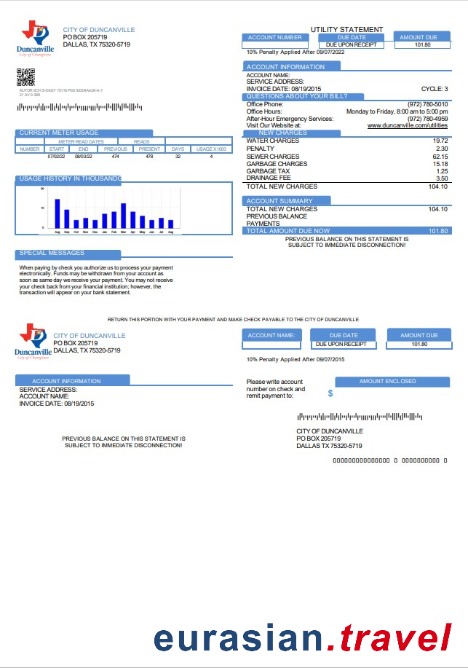 CITY OF DUNCANVILLE
PO BOX 205719
DALLAS, TX 75320-5719
Duncanville
UTILITY STATEMENT
ACCOUNT NUMBER DUE DATE AMOUNT DUE
DUE UPON RECEIPT 101.80
10% Penalty Applied After 09/07/2022
ACCOUNT INFORMATION
ACCOUNT NAME:
SERVICE ADDRESS:
INVOICE DATE: 08/19/2015 CYCLE: 3
QUESTIONS ABOUT YOUR BILL?
Office Phone (972) 780-5010
Office Hours: Monday to Friday, 8:00 am to 5:00 pm
After-Hour Emergency Services: (972) 780-4959
Visit Our Website at: www.duncanville.com/utilities
NEW CHARGES
WATER CHARGES 19.72
PENALTY 2.30
SEWER CHARGES 62.15
GARBAGE CHARGES 15.18
GARBAGE TAX 1.25
DRAINAGE FEE 3.50
TOTAL NEW CHARGES 104.10
ACCOUNT SUMMARY
TOTAL NEW CHARGES 104.10
PREVIOUS BALANCE
PAYMENTS
TOTAL AMOUNT DUE NOW 101.80
PREVIOUS BALANCE ON THIS STATEMENT IS
SUBJECT TO IMMEDIATE DISCONNECTION!
CURRENT METER USAGE
METER READ DATES READS
NUMBER START END PREVIOUS PRESENT DAYS USAGE X 1000
07/02/22 08/03/22 474 478 32 4
USAGE HISTORY IN THOUSANDS
SPECIAL MESSAGES
When paying by check you authorize us to process your payment
electronically. Funds may be withdrawn from your account as
soon as same day we receive your payment. You may not receive
your check back from your financial institution; however, the
transaction will appear on your bank statement.
RETURN THIS PORTION WITH YOUR PAYMENT AND MAKE CHECK PAYABLE TO THE CITY OF DUNCANVILLE
CITY OF DUNCANVILLE
PO BOX 205719
DALLAS, TX 75320-5719
Duncanville
ACCOUNT NAME: DUE DATE AMOUNT DUE
DUE UPON RECEIPT 101.80
10% Penalty Applied After 09/07/2015
ACCOUNT INFORMATION
SERVICE ADDRESS:
ACCOUNT NAME:
INVOICE DATE: 08/19/2015
Please write account
number on check and
remit payment to:
AMOUNT ENCLOSED
$
PREVIOUS BALANCE ON THIS STATEMENT IS
SUBJECT TO IMMEDIATE DISCONNECTION!
CITY OF DUNCANVILLE
PO BOX 205719
DALLAS TX 75320-5719
eurasian.travel